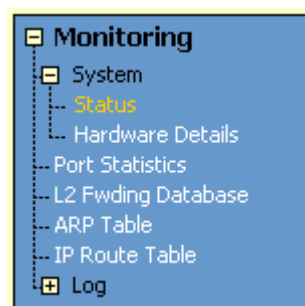 Monitoring
System
Status
Hardware Details
Port Statistics
L2 Fwding Database
ARP Table
IP Route Table
Log